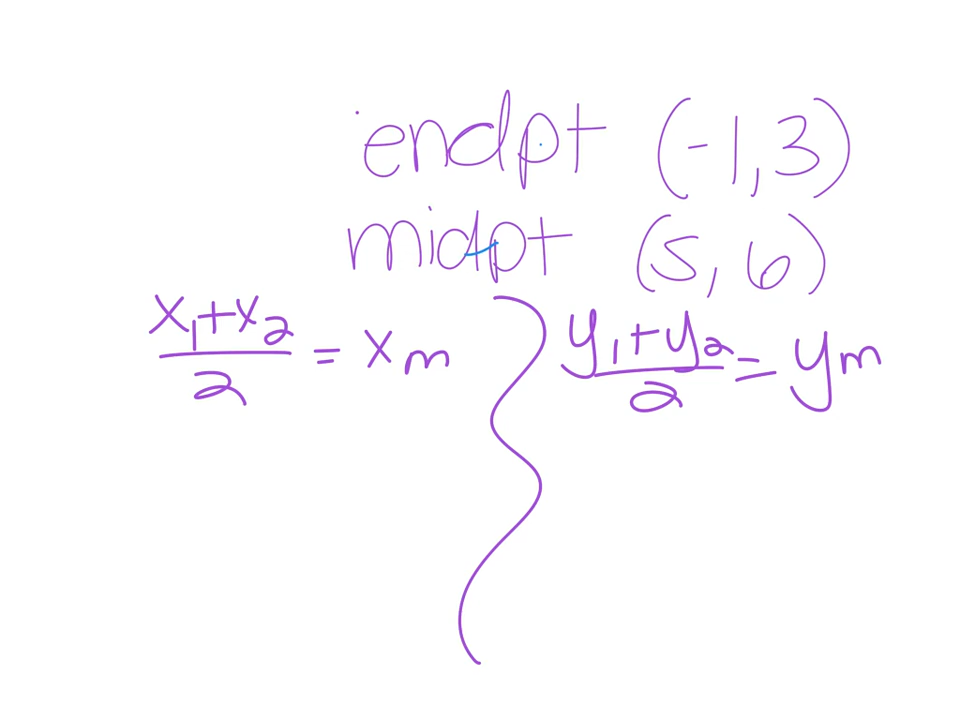 endpt (-1,3)
midpt (5,6)
x₁+x₂/2 = xm
y₁+y₂/2 = ym